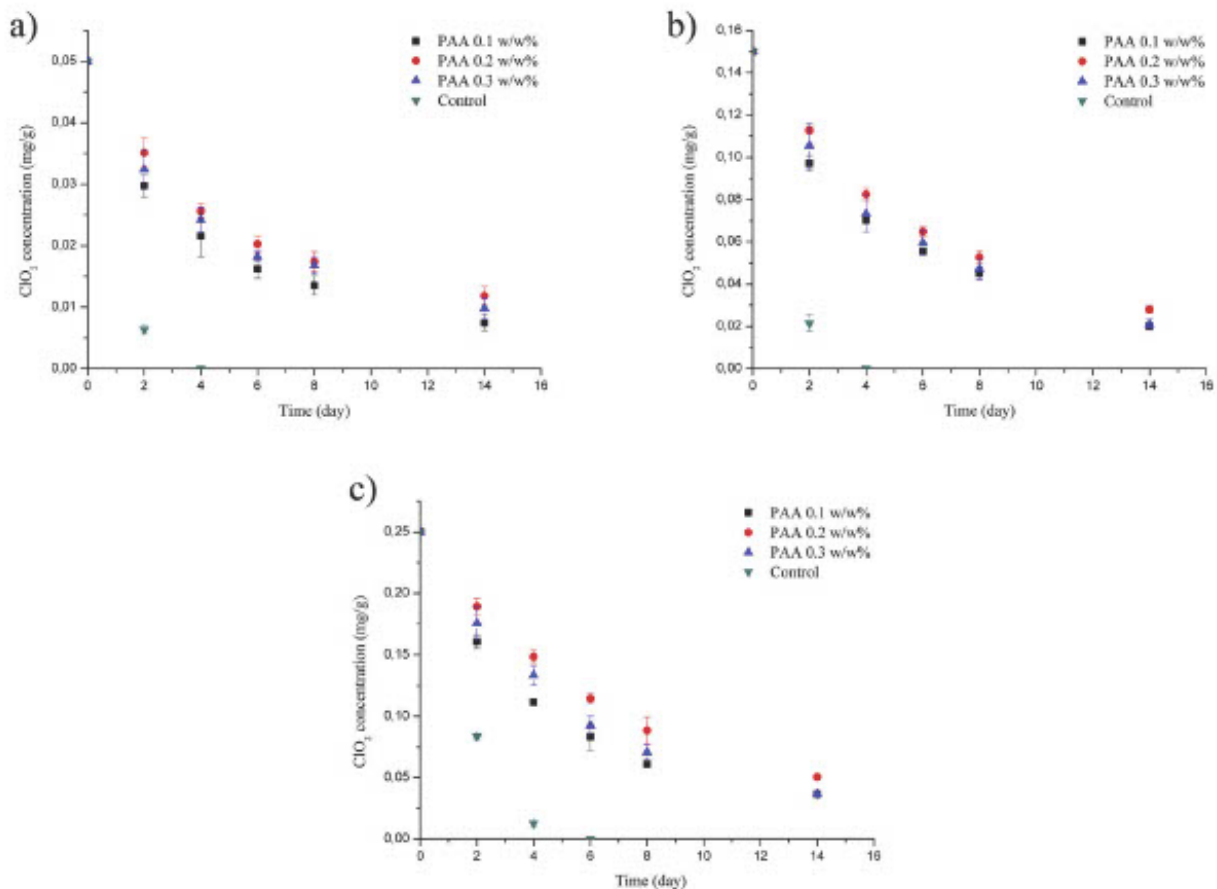 a)
PAA 0.1 w/w%
PAA 0.2 w/w%
PAA 0.3 w/w%
Control
0,05
0,04
0,03
0,02
0,01
0,00
ClO₂ concentration (mg/g)
0 2 4 6 8 10 12 14 16
Time (day)
b)
PAA 0.1 w/w%
PAA 0.2 w/w%
PAA 0.3 w/w%
Control
0,16
0,14
0,12
0,10
0,08
0,06
0,04
0,02
0,00
ClO₂ concentration (mg/g)
0 2 4 6 8 10 12 14 16
Time (day)
c)
PAA 0.1 w/w%
PAA 0.2 w/w%
PAA 0.3 w/w%
Control
0,25
0,20
0,15
0,10
0,05
0,00
ClO₂ concentration (mg/g)
0 2 4 6 8 10 12 14 16
Time (day)